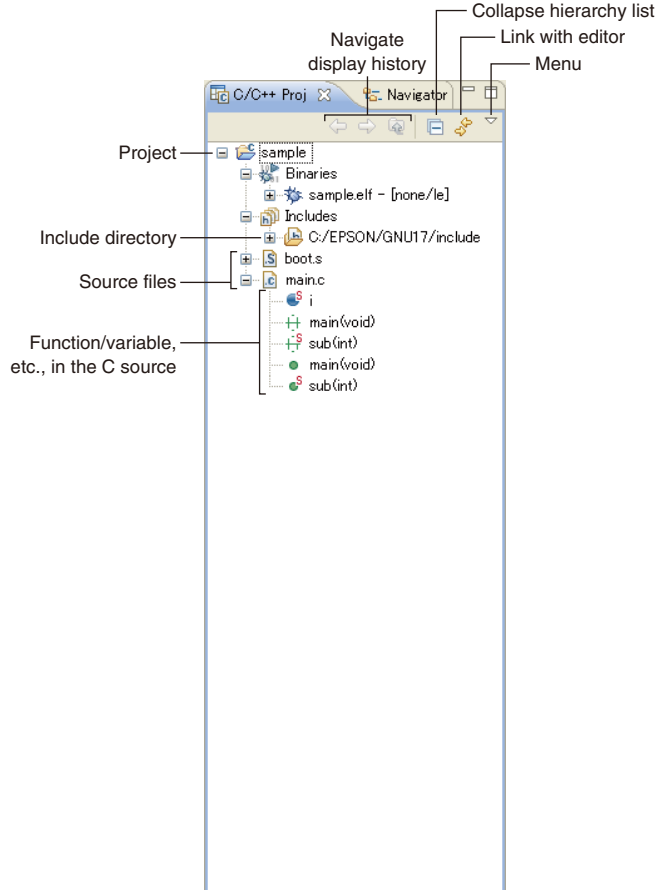 Collapse hierarchy list
Link with editor
Navigate
display history
Menu
C/C++ Proj
Navigator
Project
sample
Binaries
sample.elf - [none/le]
Includes
Include directory
C:/EPSON/GNU17/include
boot.s
Source files
main.c
i
main(void)
Function/variable,
etc., in the C source
sub(int)
main(void)
sub(int)